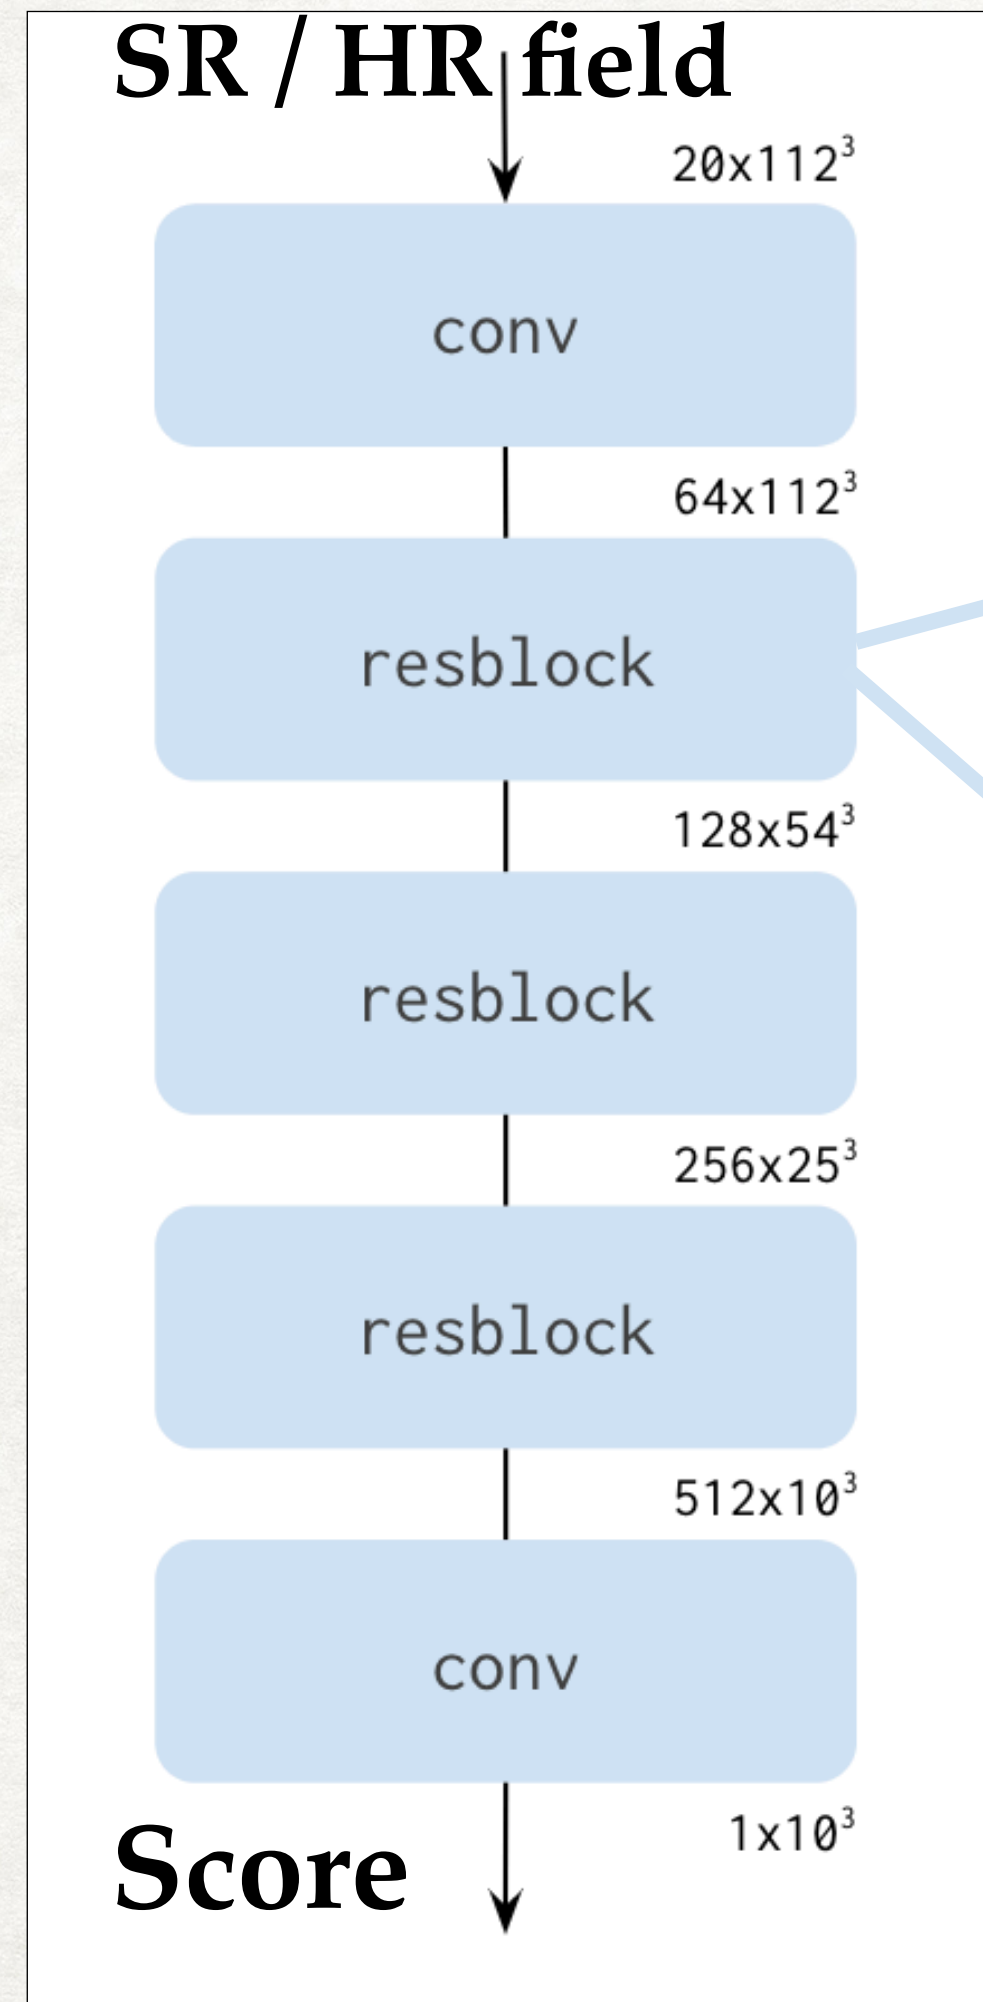 SR / HR field
20x112³
conv
64x112³
resblock
128x54³
resblock
256x25³
resblock
512x10³
conv
1x10³
Score